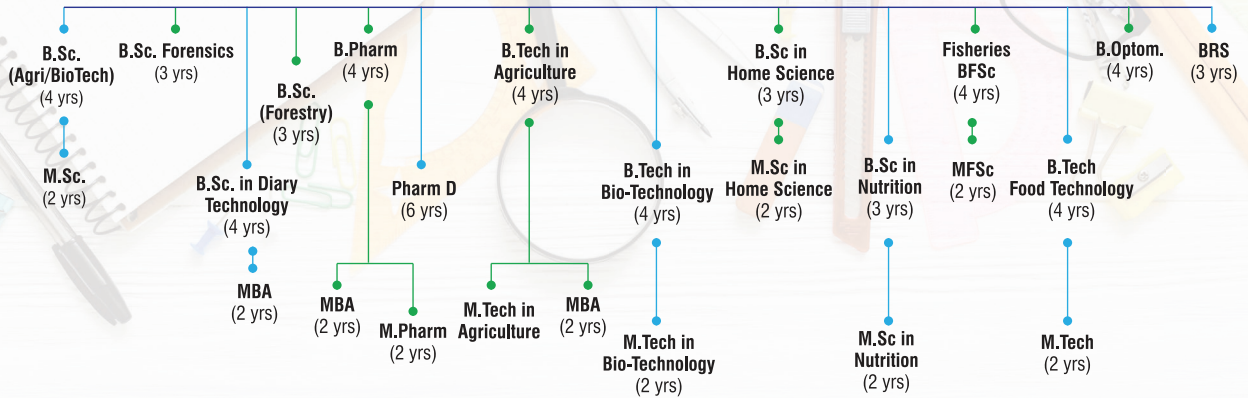 B.Sc.
(Agri/BioTech)
(4 yrs)
M.Sc.
(2 yrs)
B.Sc. Forensics
(3 yrs)
B.Sc. in Diary
Technology
(4 yrs)
MBA
(2 yrs)
B.Sc.
(Forestry)
(3 yrs)
B.Pharm
(4 yrs)
MBA
(2 yrs)
M.Pharm
(2 yrs)
Pharm D
(6 yrs)
B.Tech in
Agriculture
(4 yrs)
M.Tech in
Agriculture
MBA
(2 yrs)
B.Tech in
Bio-Technology
(4 yrs)
M.Tech in
Bio-Technology
(2 yrs)
B.Sc in
Home Science
(3 yrs)
M.Sc in
Home Science
(2 yrs)
B.Sc in
Nutrition
(3 yrs)
M.Sc in
Nutrition
(2 yrs)
Fisheries
BFSc
(4 yrs)
MFSc
(2 yrs)
B.Tech
Food Technology
(4 yrs)
M.Tech
(2 yrs)
B.Optom.
(4 yrs)
BRS
(3 yrs)